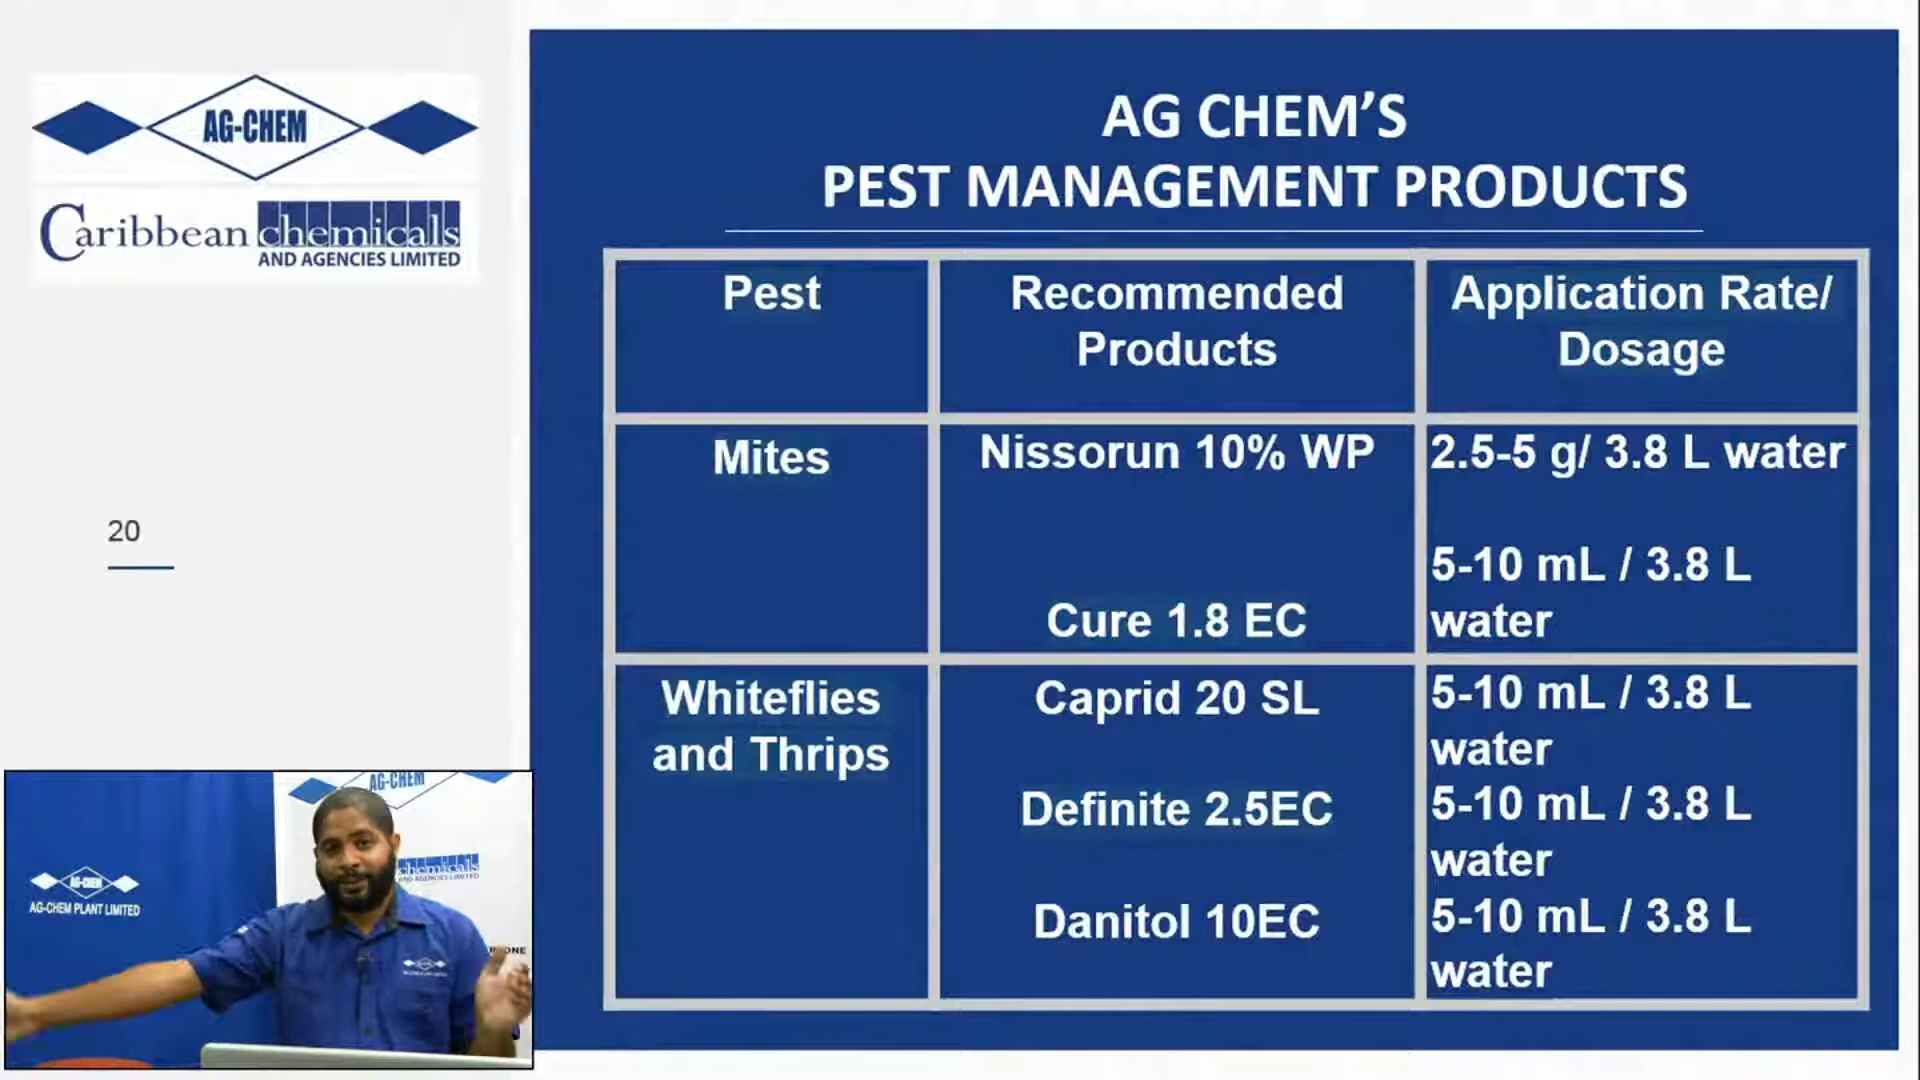 AG-CHEM
Caribbean chemicals
AND AGENCIES LIMITED
20
AG CHEM’S
PEST MANAGEMENT PRODUCTS
Pest
Recommended
Products
Application Rate/
Dosage
Mites
Nissorun 10% WP
2.5-5 g/ 3.8 L water
Cure 1.8 EC
5-10 mL / 3.8 L
water
Whiteflies
and Thrips
Caprid 20 SL
5-10 mL / 3.8 L
water
Definite 2.5EC
5-10 mL / 3.8 L
water
Danitol 10EC
5-10 mL / 3.8 L
water
AG-CHEM
chemicals
AND AGENCIES LIMITED
AG-CHEM
AG-CHEM PLANT LIMITED